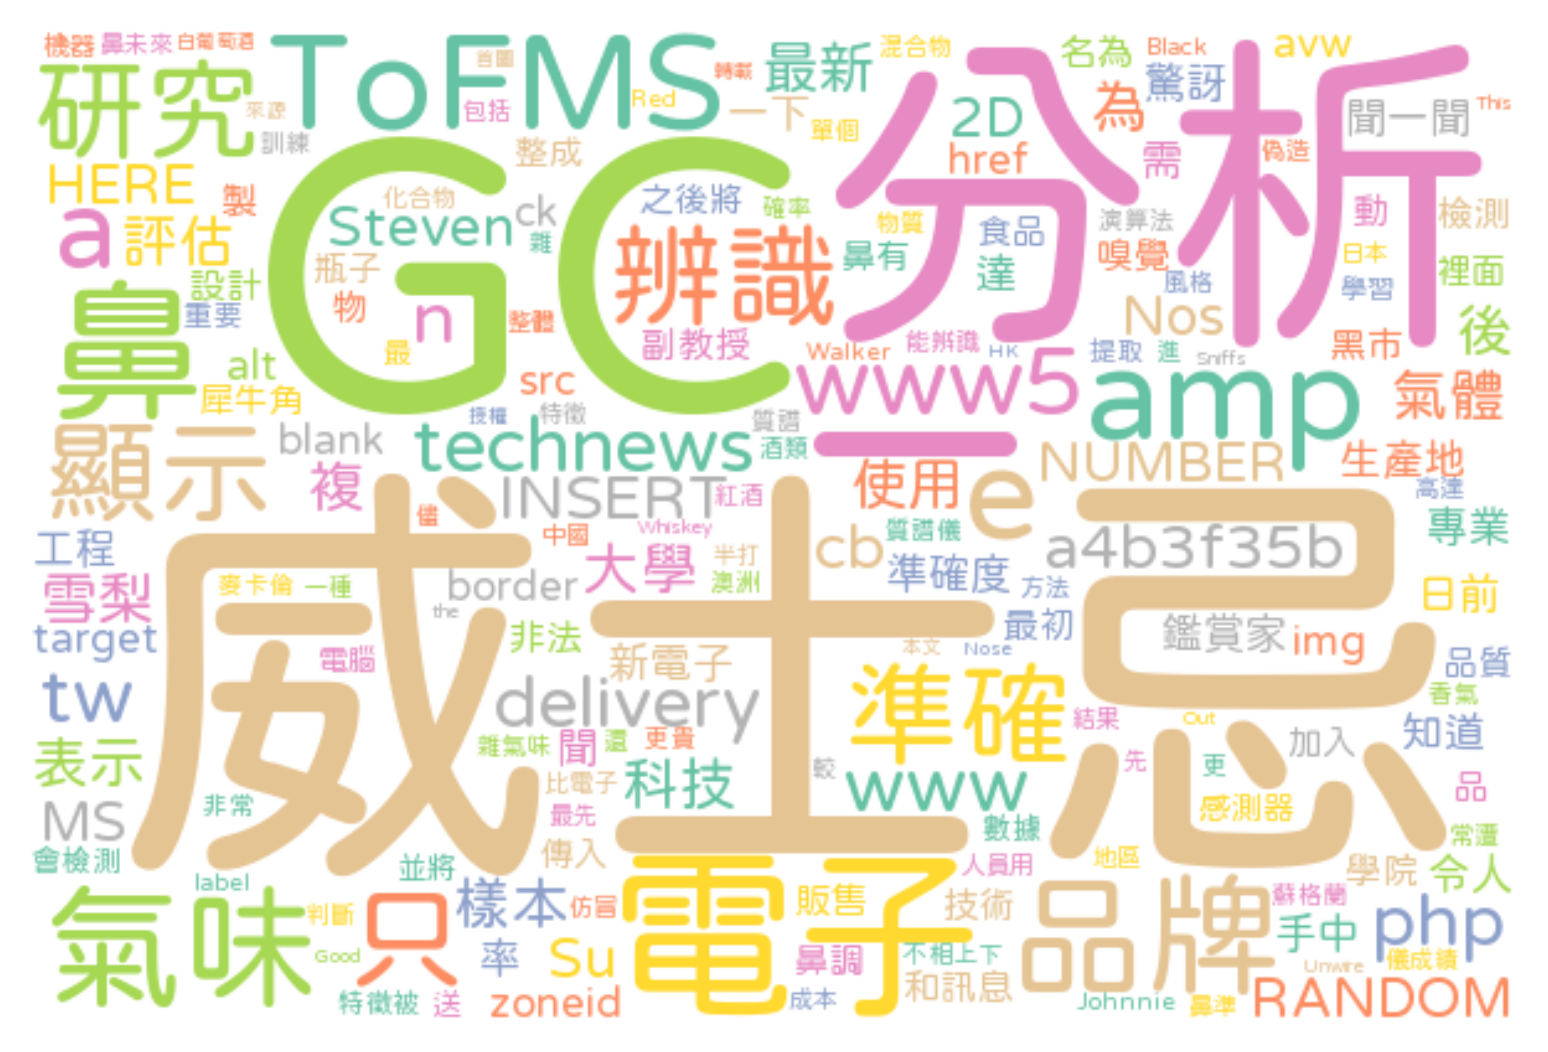 機器 鼻未來 白葡萄酒 ToFMS 首圖 轉載 最新 混合物 名為 Black avw
研究 來源 包括 Red 一下 單個 分析 2D 為 驚訝 聞一聞 This
訓練 整成 href 需 偽造
HERE 製 GC 化合物 之後將 確率 物質 食品 演算法 動 檢測
a 評估 Steven ck 雜 辨識 鼻有 達 嗅覺 日本 裡面
鼻 設計 瓶子 風格 學習
重要 物 n 整體 副教授 Nos 後
alt 最 Walker 能辨識 HK 提取 進 Sniffs 黑市
犀牛角 src www5 amp 氣體
授權 特徵 質譜
顯示 blank technews 酒類 一 NUMBER 生產地
複 INSERT 紅酒 使用 e 高達
儘 中國 Whiskey 質譜儀 專業
工程 威士忌 大學 半打 cb 準確度 a4b3f35b
雪梨 麥卡倫 一種 border 澳洲 方法 日前
target the 非法 最初 鑑賞家 img
電腦 新電子 本文 Nose 品質
tw delivery 準確 香氣
表示 雜氣味 聞 還 更貴 結果 Out 加入 知道
比電子 科技 較 www 先 更 品
MS 非常 最先 數據 感測器 常遭
會檢測 並將 傳入 電子 人員用 地區 學院 令人
氣味 label 只 樣本 仿冒 販售 技術 品牌 蘇格蘭 php
判斷 率 Su 鼻調 不相上下 手中 儀成績
Good 和訊息 Unwire
特徵被 送 zoneid 成本 Johnnie 鼻準 RANDOM